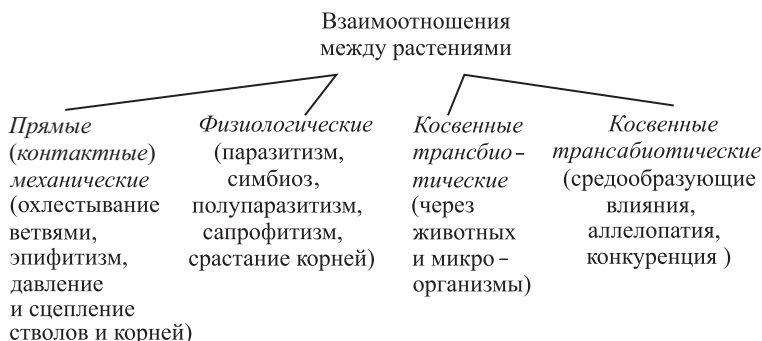 Взаимоотношения
между растениями
Прямые
(контактные)
механические
(охлестывание
ветвями,
эпифитизм,
давление
и сцепление
стволов и корней)
Физиологические
(паразитизм,
симбиоз,
полупаразитизм,
сапрофитизм,
срастание корней)
Косвенные
трансбио-
тические
(через
животных
и микро-
организмы)
Косвенные
трансабиотические
(средообразующие
влияния,
аллелопатия,
конкуренция )